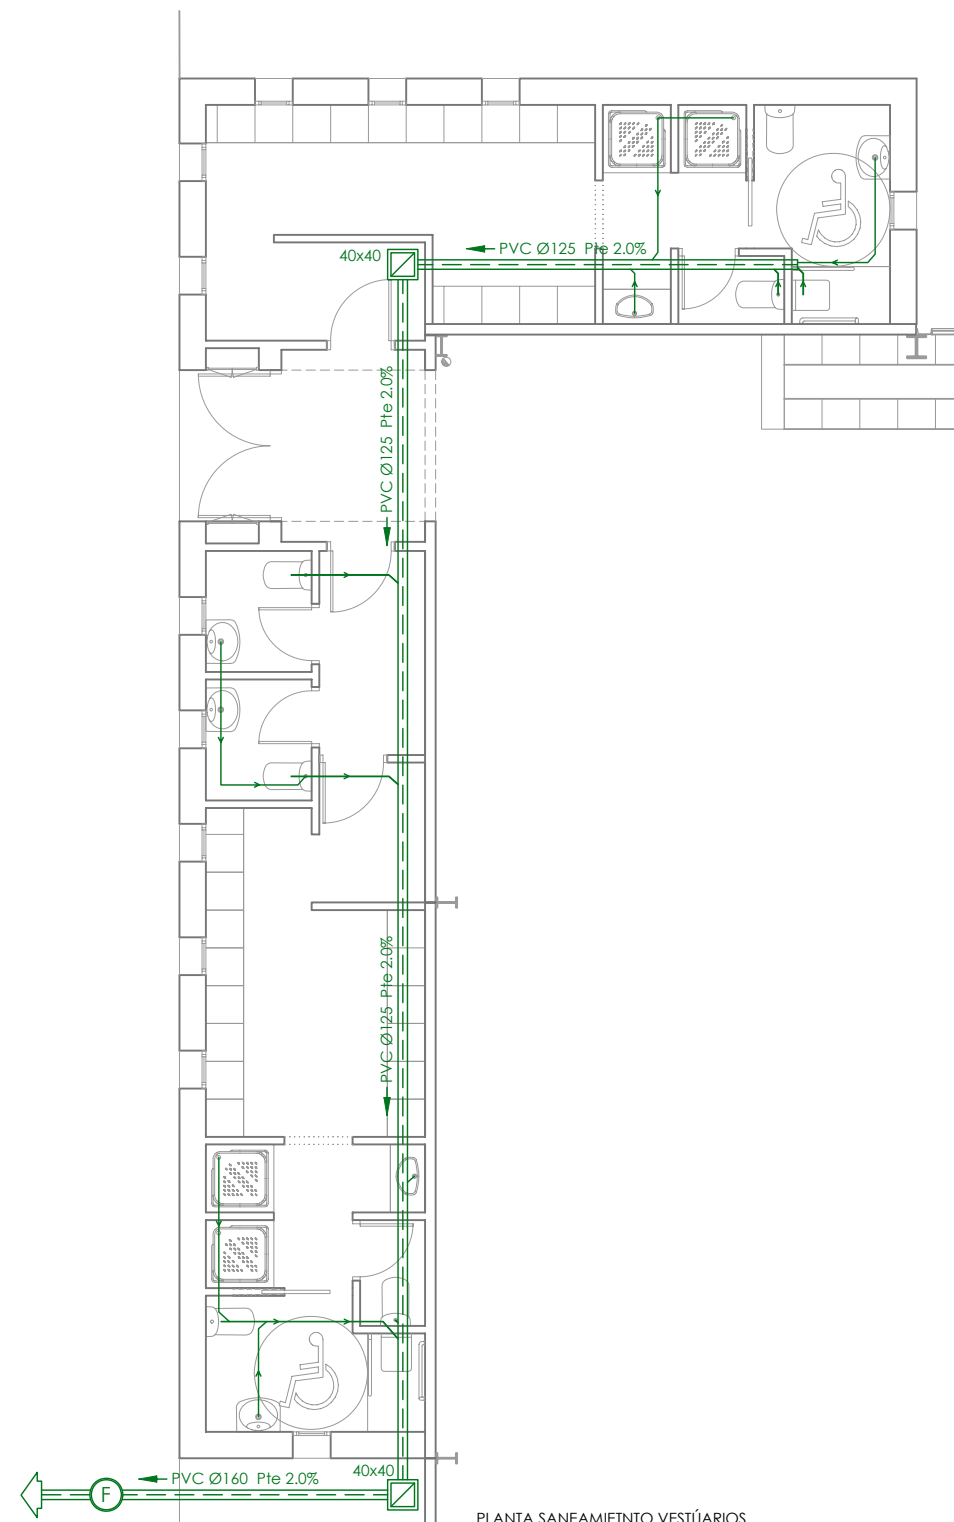 40x40
PVC Ø125 Pte 2.0%
PVC Ø125 Pte 2.0%
PVC Ø125 Pte 2.0%
PVC Ø160 Pte 2.0%
40x40
F
PLANTA SANEAMIETNTO VESTÚARIOS